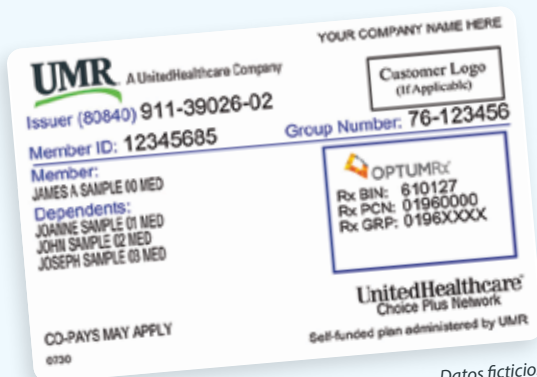 YOUR COMPANY NAME HERE
UMR A UnitedHealthcare Company
Customer Logo
(If Applicable)
Issuer (80840) 911-39026-02
Member ID: 12345685
Group Number: 76-123456
Member:
JAMES A SAMPLE 00 MED
Dependents:
JOANNE SAMPLE 01 MED
JOHN SAMPLE 02 MED
JOSEPH SAMPLE 03 MED
OPTUMRx
Rx BIN: 610127
Rx PCN: 01960000
Rx GRP: 0196XXXX
UnitedHealthcare
Choice Plus Network
CO-PAYS MAY APPLY
Self-funded plan administered by UMR
0730
Datos ficticio